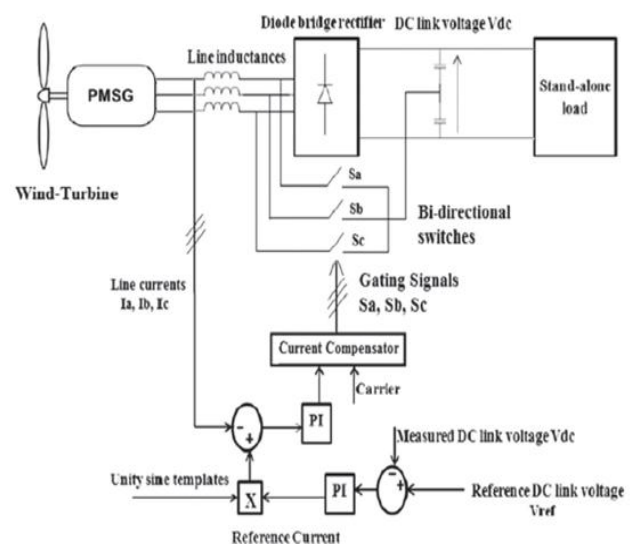 Diode bridge rectifier
DC link voltage Vdc
Line inductances
PMSG
Stand-alone
load
Wind-Turbine
Sa
Sb
Sc
Bi-directional
switches
Line currents
Ia, Ib, Ic
Gating Signals
Sa, Sb, Sc
Current Compensator
Carrier
PI
-
+
Measured DC link voltage Vdc
Unity sine templates
X
PI
-
+
Reference DC link voltage
Vref
Reference Current